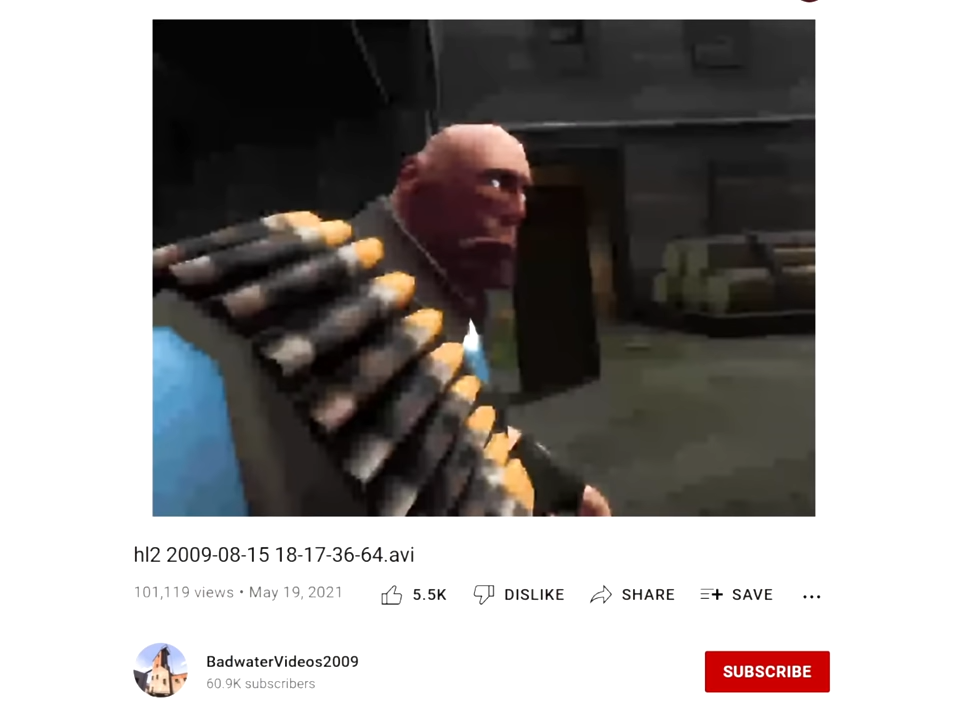 hl2 2009-08-15 18-17-36-64.avi
101,119 views • May 19, 2021 5.5K DISLIKE SHARE SAVE ...
BadwaterVideos2009
60.9K subscribers
SUBSCRIBE